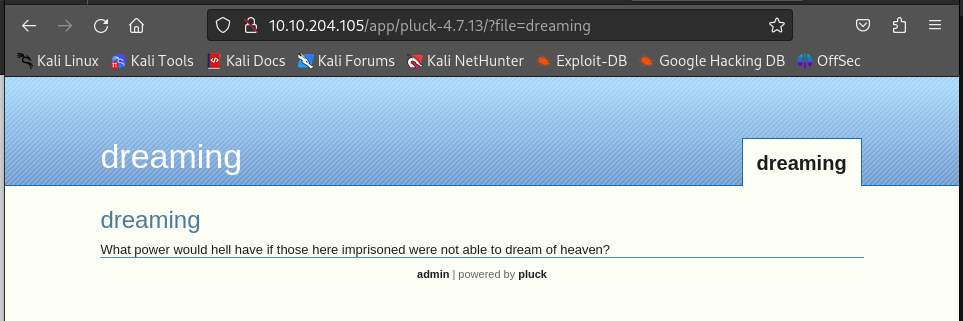 10.10.204.105/app/pluck-4.7.13/?file=dreaming
Kali Linux Kali Tools Kali Docs Kali Forums Kali NetHunter Exploit-DB Google Hacking DB OffSec
dreaming
dreaming
dreaming
What power would hell have if those here imprisoned were not able to dream of heaven?
admin | powered by pluck